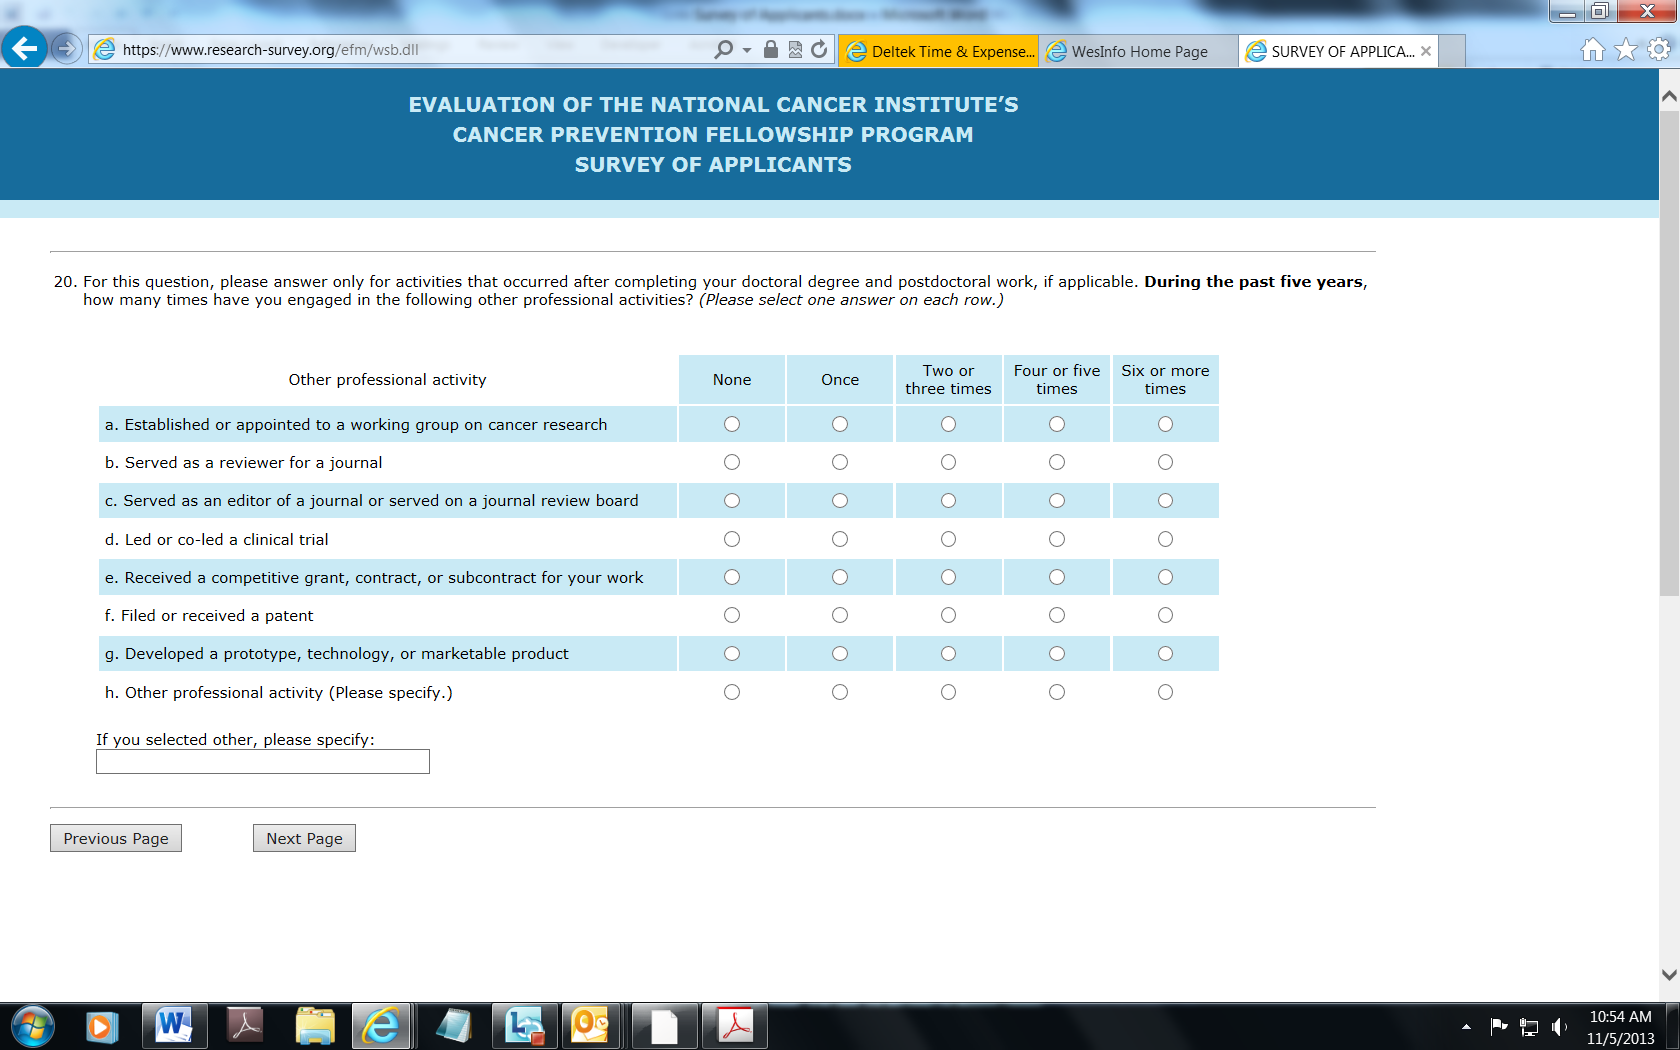 Survey of Applicants.docx - Microsoft Word
https://www.research-survey.org/efm/wsb.dll
Deltek Time & Expense...
WesInfo Home Page
SURVEY OF APPLICA...
EVALUATION OF THE NATIONAL CANCER INSTITUTE’S
CANCER PREVENTION FELLOWSHIP PROGRAM
SURVEY OF APPLICANTS
20. For this question, please answer only for activities that occurred after completing your doctoral degree and postdoctoral work, if applicable. During the past five years,
how many times have you engaged in the following other professional activities? (Please select one answer on each row.)
Other professional activity None Once Two or three times Four or five times Six or more times
a. Established or appointed to a working group on cancer research
b. Served as a reviewer for a journal
c. Served as an editor of a journal or served on a journal review board
d. Led or co-led a clinical trial
e. Received a competitive grant, contract, or subcontract for your work
f. Filed or received a patent
g. Developed a prototype, technology, or marketable product
h. Other professional activity (Please specify.)
If you selected other, please specify:
Previous Page Next Page
10:54 AM
11/5/2013